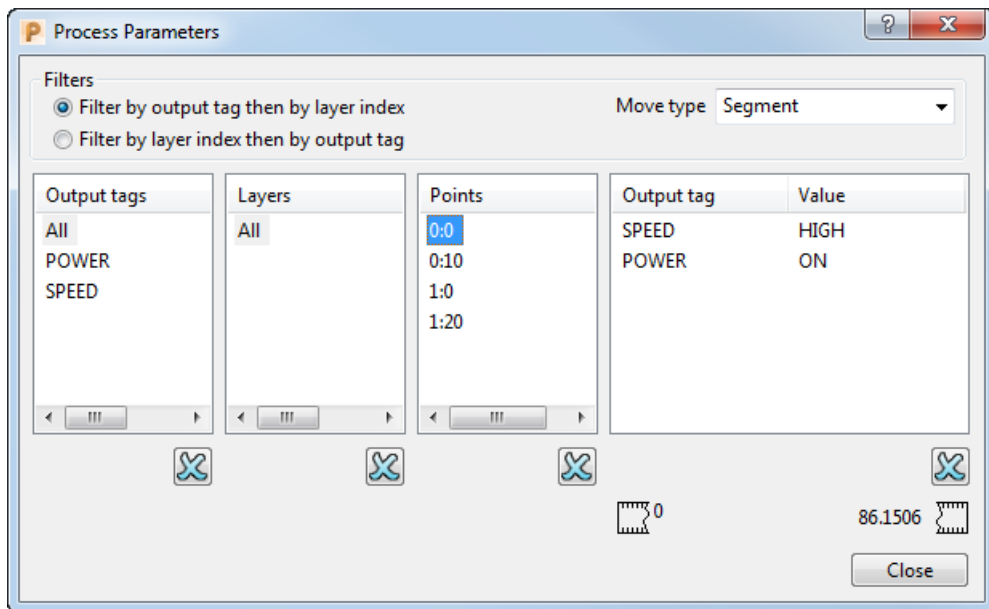 Process Parameters
Filters
Filter by output tag then by layer index
Move type Segment
Filter by layer index then by output tag
Output tags Layers Points Output tag Value
All All 0:0 SPEED HIGH
POWER 0:10 POWER ON
SPEED 1:0
1:20
0 86.1506
Close